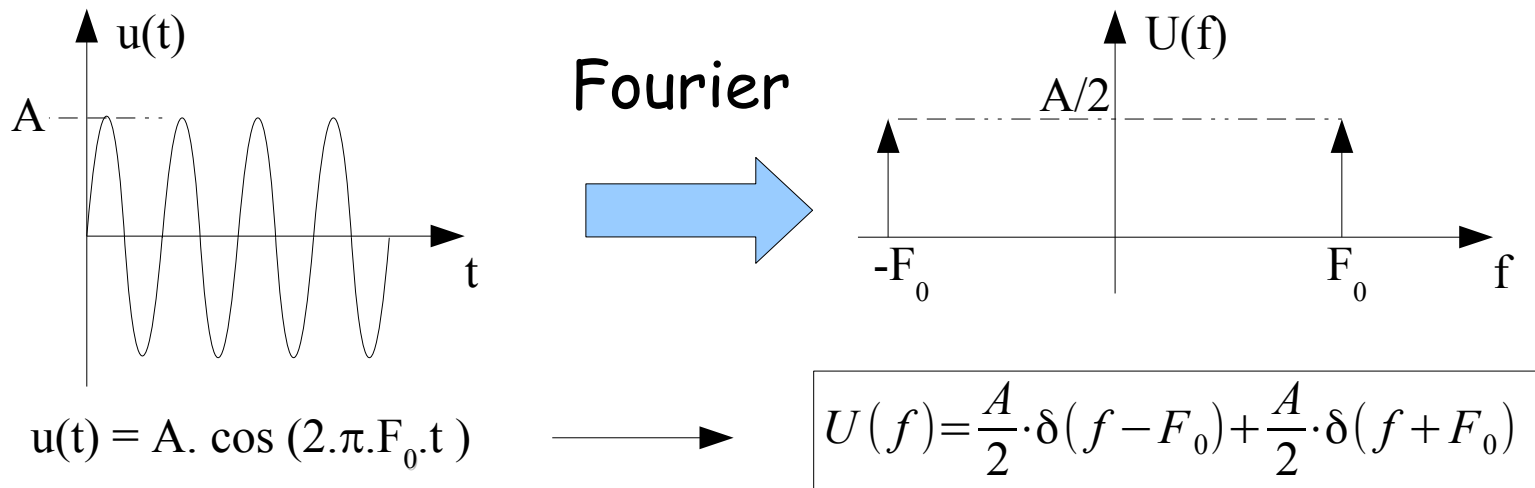 u(t)
A
t
Fourier
U(f)
A/2
-F₀
F₀
f
u(t) = A. cos (2.π.F₀.t )
U(f)=A/2·δ(f−F₀)+A/2·δ(f+F₀)